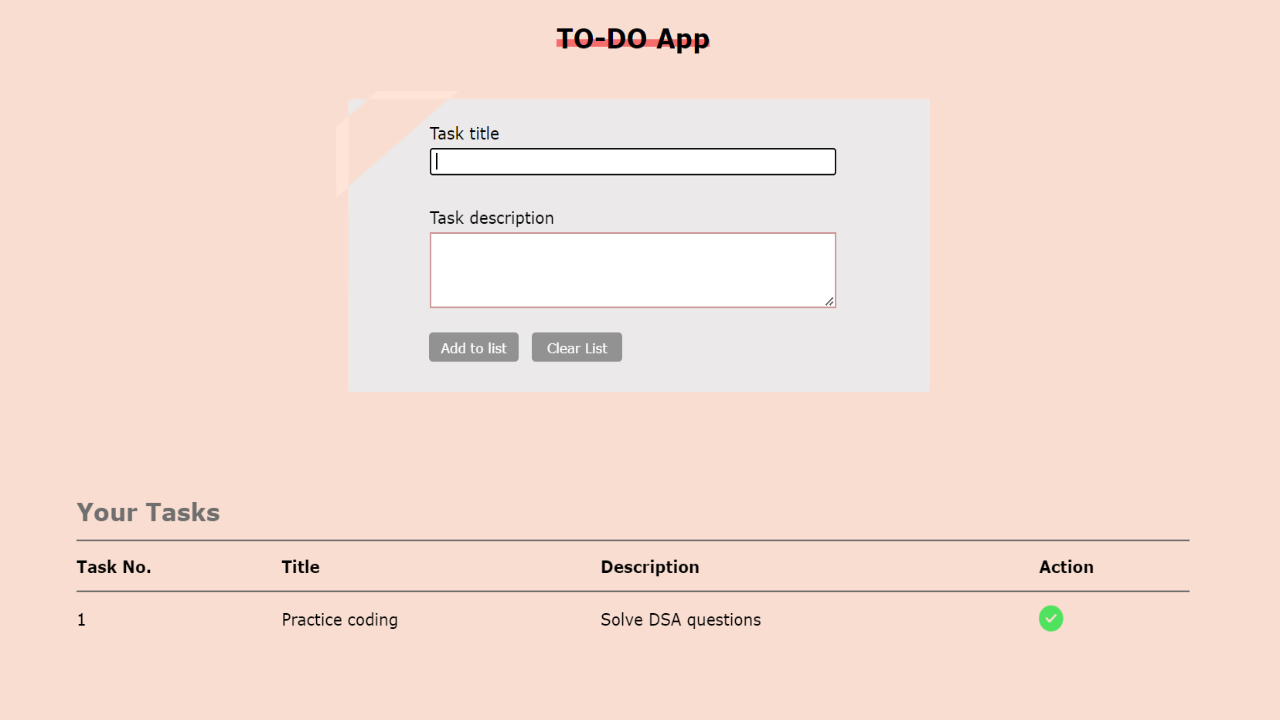 TO-DO App
Task title
Task description
Add to list Clear List
Your Tasks
Task No. Title Description Action
1 Practice coding Solve DSA questions